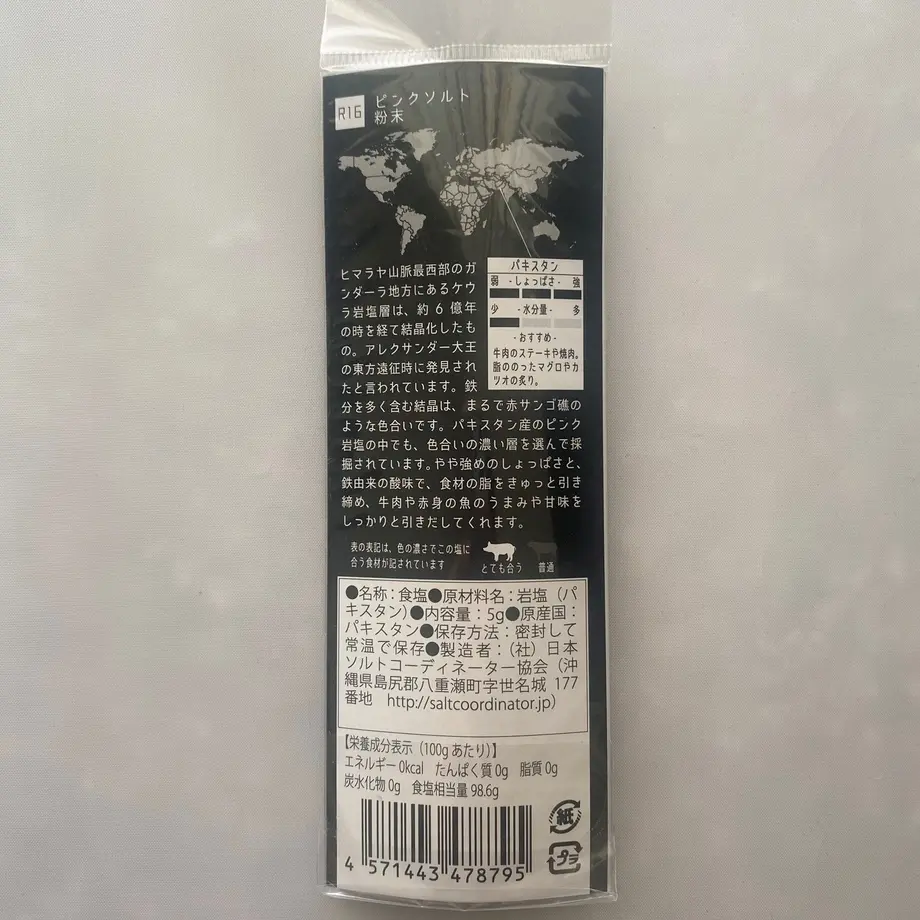 R16 ピンクソルト
粉末
パキスタン
弱 -しょっぱさ- 強
少 -水分量- 多
-おすすめ-
牛肉のステーキや焼肉。
脂ののったマグロやカ
ツオの炙り。
ヒマラヤ山脈最西部のガ
ンダーラ地方にあるケウ
ラ岩塩層は、約6億年
の時を経て結晶化したも
の。アレクサンダー大王
の東方遠征時に発見され
たと言われています。鉄
分を多く含む結晶は、まるで赤サンゴ礁の
ような色合いです。パキスタン産のピンク
岩塩の中でも、色合いの濃い層を選んで採
掘されています。やや強めのしょっぱさと、
鉄由来の酸味で、食材の脂をきゅっと引き
締め、牛肉や赤身の魚のうまみや甘味を
しっかりと引きだしてくれます。
表の表記は、色の濃さでこの塩に
合う食材が記されています
とても合う 普通
●名称：食塩●原材料名：岩塩（パ
キスタン）●内容量：5g●原産国：
パキスタン●保存方法：密封して
常温で保存●製造者：（社）日本
ソルトコーディネーター協会（沖
縄県島尻郡八重瀬町字世名城 177
番地 http://saltcoordinator.jp）
【栄養成分表示（100gあたり）】
エネルギー 0kcal たんぱく質 0g 脂質 0g
炭水化物 0g 食塩相当量 98.6g
紙
プラ
4 571443 478795